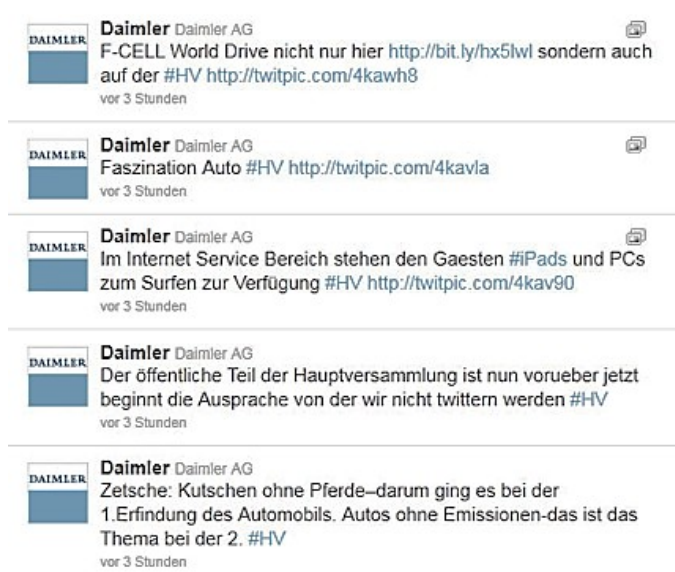 DAIMLER
Daimler Daimler AG
F-CELL World Drive nicht nur hier http://bit.ly/hx5lwl sondern auch
auf der #HV http://twitpic.com/4kawh8
vor 3 Stunden
DAIMLER
Daimler Daimler AG
Faszination Auto #HV http://twitpic.com/4kavla
vor 3 Stunden
DAIMLER
Daimler Daimler AG
Im Internet Service Bereich stehen den Gaesten #iPads und PCs
zum Surfen zur Verfügung #HV http://twitpic.com/4kav90
vor 3 Stunden
DAIMLER
Daimler Daimler AG
Der öffentliche Teil der Hauptversammlung ist nun vorueber jetzt
beginnt die Ausprache von der wir nicht twittern werden #HV
vor 3 Stunden
DAIMLER
Daimler Daimler AG
Zetsche: Kutschen ohne Pferde–darum ging es bei der
1.Erfindung des Automobils. Autos ohne Emissionen-das ist das
Thema bei der 2. #HV
vor 3 Stunden